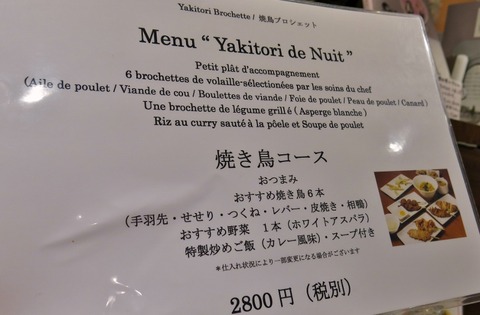 Yakitori Brochette / 焼鳥ブロシェット
Menu “ Yakitori de Nuit ”
Petit plât d'accompagnement
6 brochettes de volaille-sélectionées par les soins du chef
(Aile de poulet / Viande de cou / Boulettes de viande / Foie de poulet / Peau de poulet / Canard )
Une brochette de légume grillé ( Asperge blanche )
Riz au curry sauté à la pôele et Soupe de poulet
焼き鳥コース
おつまみ
おすすめ焼き鳥6本
(手羽先・せせり・つくね・レバー・皮焼き・相鴨)
おすすめ野菜 1本 (ホワイトアスパラ)
特製炒めご飯 (カレー風味)・スープ付き
*仕入れ状況により一部変更になる場合がございます
2800円 (税別)